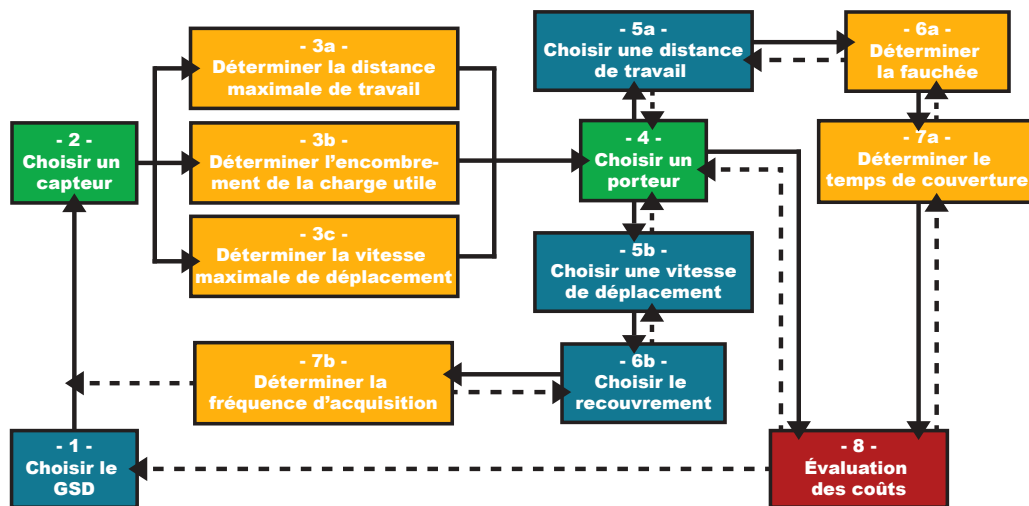 - 1 -
Choisir le
GSD
- 2 -
Choisir un
capteur
- 3a -
Déterminer la distance
maximale de travail
- 3b -
Déterminer l'encombre-
ment de la charge utile
- 3c -
Déterminer la vitesse
maximale de déplacement
- 4 -
Choisir un
porteur
- 5a -
Choisir une distance
de travail
- 5b -
Choisir une vitesse
de déplacement
- 6a -
Déterminer
la fauchée
- 6b -
Choisir le
recouvrement
- 7a -
Déterminer le
temps de couverture
- 7b -
Déterminer la
fréquence d'acquisition
- 8 -
Évaluation
des coûts